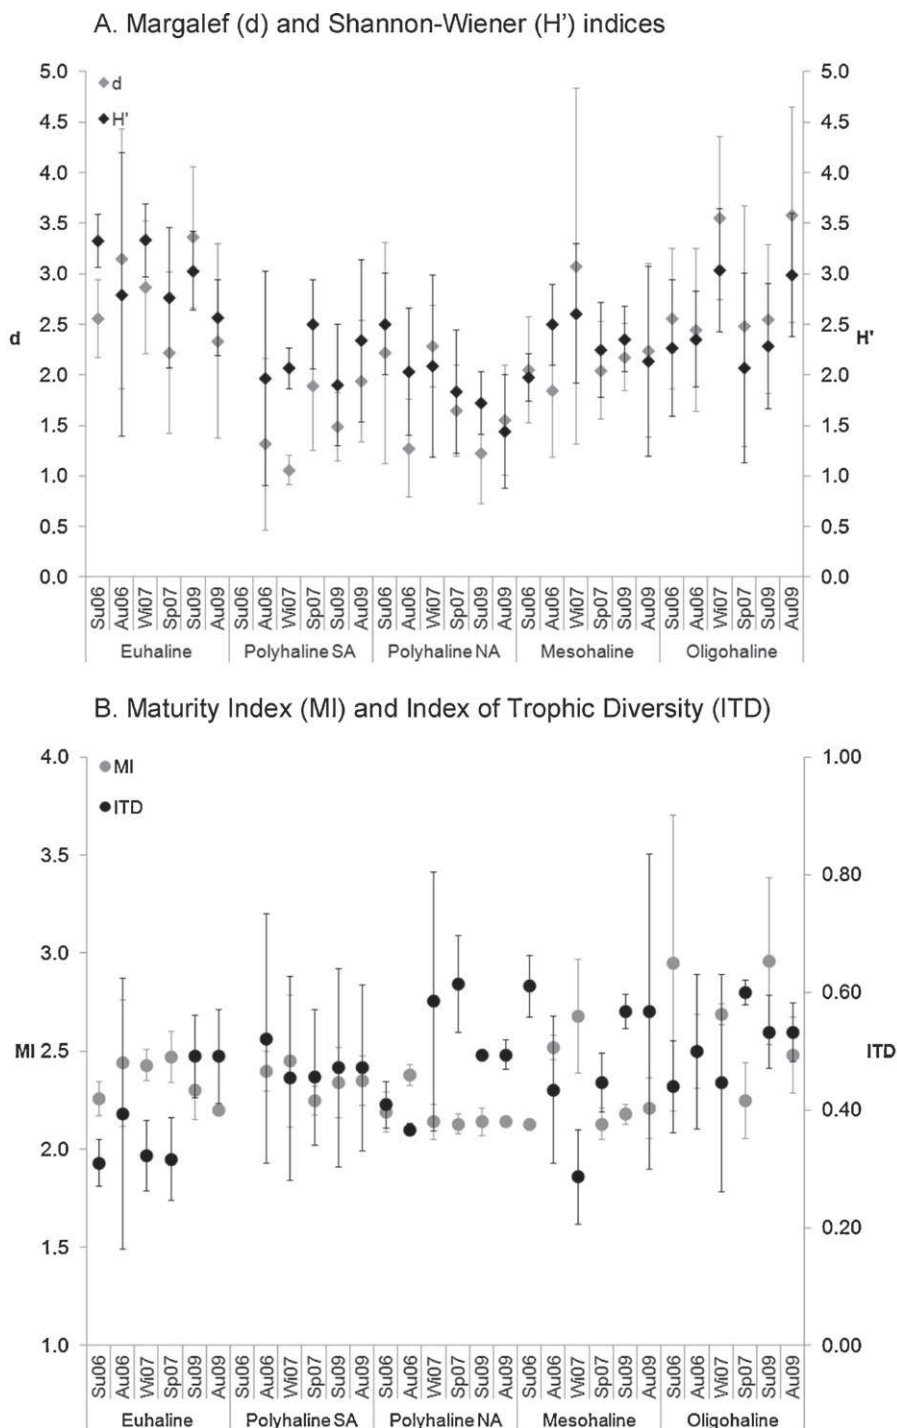 A. Margalef (d) and Shannon-Wiener (H') indices
5.0 5.0
d
H'
4.5 4.5
4.0 4.0
3.5 3.5
3.0 3.0
2.5 2.5
d H'
2.0 2.0
1.5 1.5
1.0 1.0
0.5 0.5
0.0 0.0
Su06 Au06 Wi07 Sp07 Su09 Au09 Su06 Au06 Wi07 Sp07 Su09 Au09 Su06 Au06 Wi07 Sp07 Su09 Au09 Su06 Au06 Wi07 Sp07 Su09 Au09 Su06 Au06 Wi07 Sp07 Su09 Au09
Euhaline Polyhaline SA Polyhaline NA Mesohaline Oligohaline
B. Maturity Index (MI) and Index of Trophic Diversity (ITD)
4.0 1.00
MI
ITD
3.5
0.80
3.0
0.60
MI 2.5 ITD
0.40
2.0
1.5
0.20
1.0 0.00
Su06 Au06 Wi07 Sp07 Su09 Au09 Su06 Au06 Wi07 Sp07 Su09 Au09 Su06 Au06 Wi07 Sp07 Su09 Au09 Su06 Au06 Wi07 Sp07 Su09 Au09 Su06 Au06 Wi07 Sp07 Su09 Au09
Euhaline Polyhaline SA Polyhaline NA Mesohaline Oligohaline